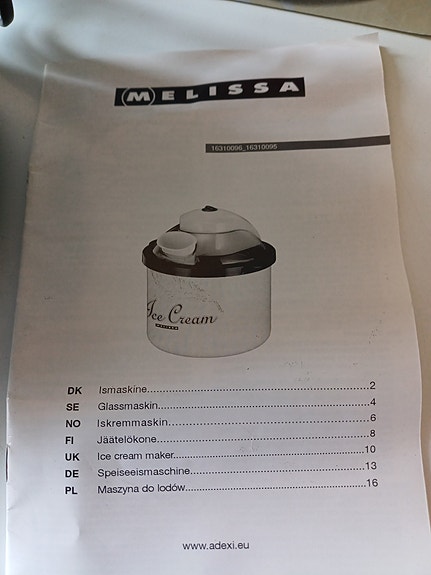 MELISSA
16310096_16310095
Ice Cream
MELISSA
DK Ismaskine...2
SE Glassmaskin...4
NO Iskremmaskin...6
FI Jäätelökone...8
UK Ice cream maker...10
DE Speiseeismaschine...13
PL Maszyna do lodów...16
www.adexi.eu